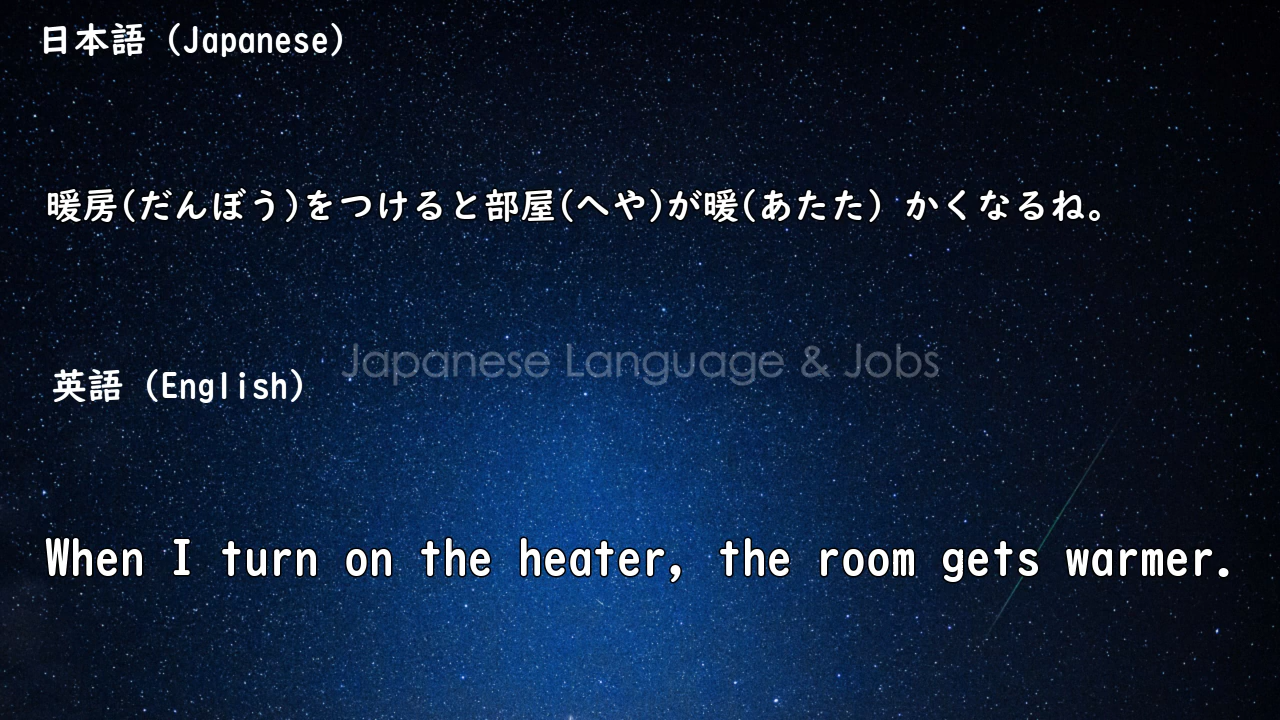 日本語（Japanese）
暖房(だんぼう)をつけると部屋(へや)が暖(あたた）かくなるね。
Japanese Language & Jobs
英語（English）
When I turn on the heater, the room gets warmer.